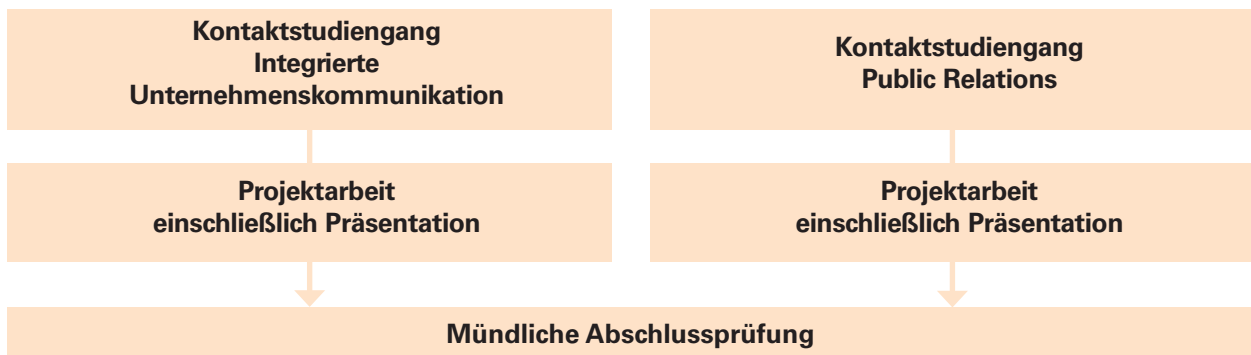 Kontaktstudiengang
Integrierte
Unternehmenskommunikation
Kontaktstudiengang
Public Relations
Projektarbeit
einschließlich Präsentation
Projektarbeit
einschließlich Präsentation
Mündliche Abschlussprüfung